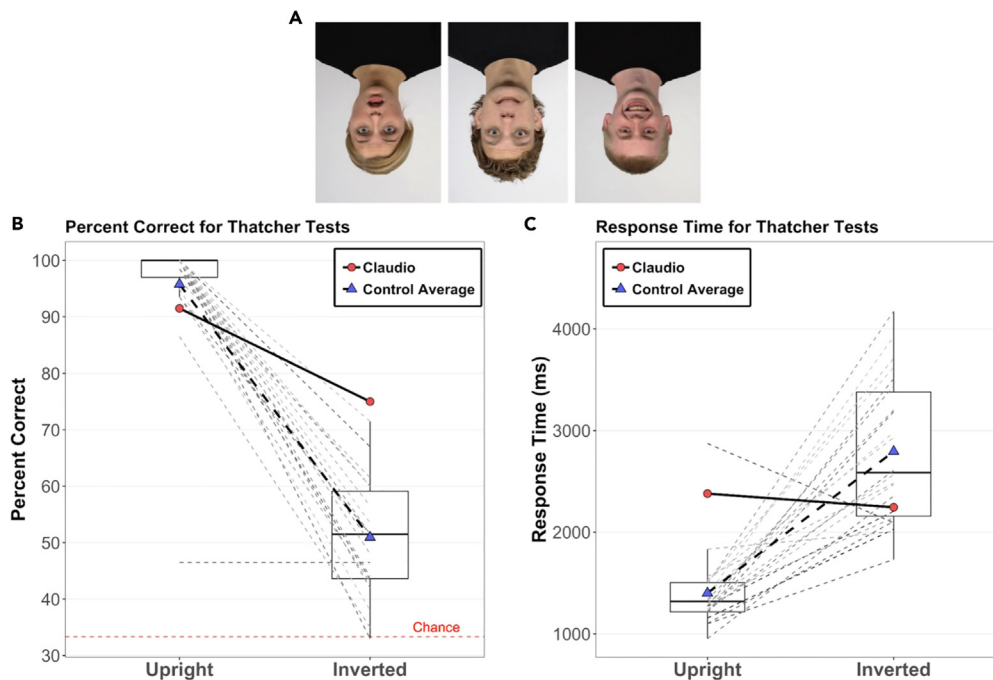 A
B
Percent Correct for Thatcher Tests
Claudio
Control Average
Percent Correct
100
90
80
70
60
50
40
30
Chance
Upright
Inverted
C
Response Time for Thatcher Tests
Claudio
Control Average
Response Time (ms)
4000
3000
2000
1000
Upright
Inverted